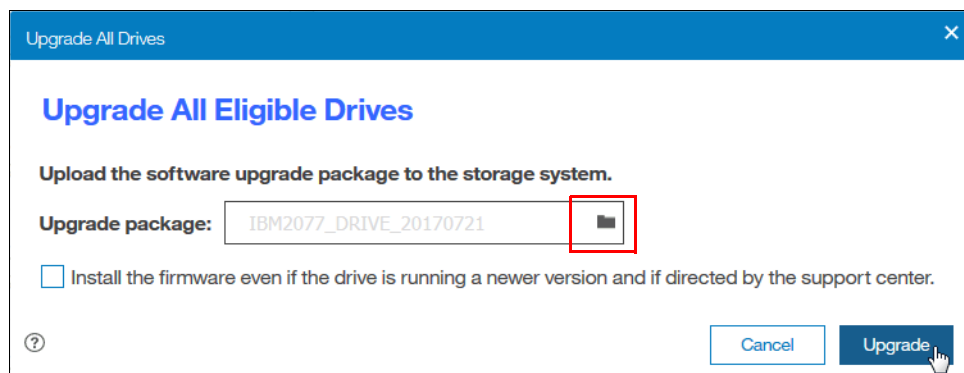 Upgrade All Drives
Upgrade All Eligible Drives
Upload the software upgrade package to the storage system.
Upgrade package: IBM2077_DRIVE_20170721
Install the firmware even if the drive is running a newer version and if directed by the support center.
? Cancel Upgrade